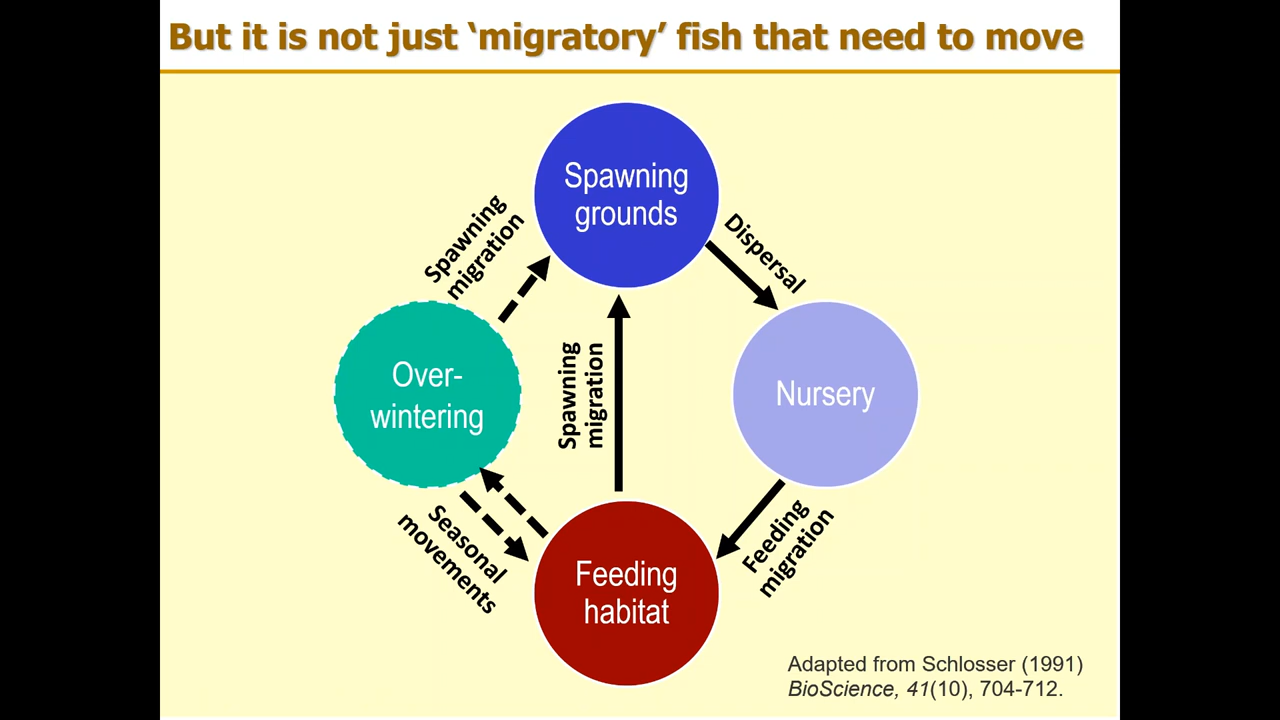 But it is not just ‘migratory’ fish that need to move
Spawning
grounds
Spawning
migration
Dispersal
Over-
wintering
Spawning
migration
Nursery
Seasonal
movements
Feeding
habitat
Feeding
migration
Adapted from Schlosser (1991)
BioScience, 41(10), 704-712.